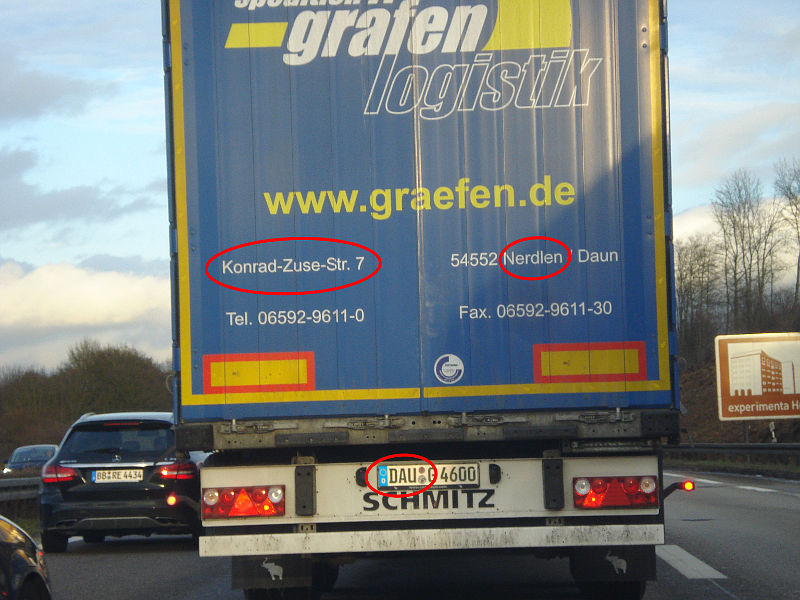 grafen
logistik
www.graefen.de
Konrad-Zuse-Str. 7
54552 Nerdlen / Daun
Tel. 06592-9611-0
Fax. 06592-9611-30
experimenta
BB RE 4434
DAU G 4600
SCHMITZ